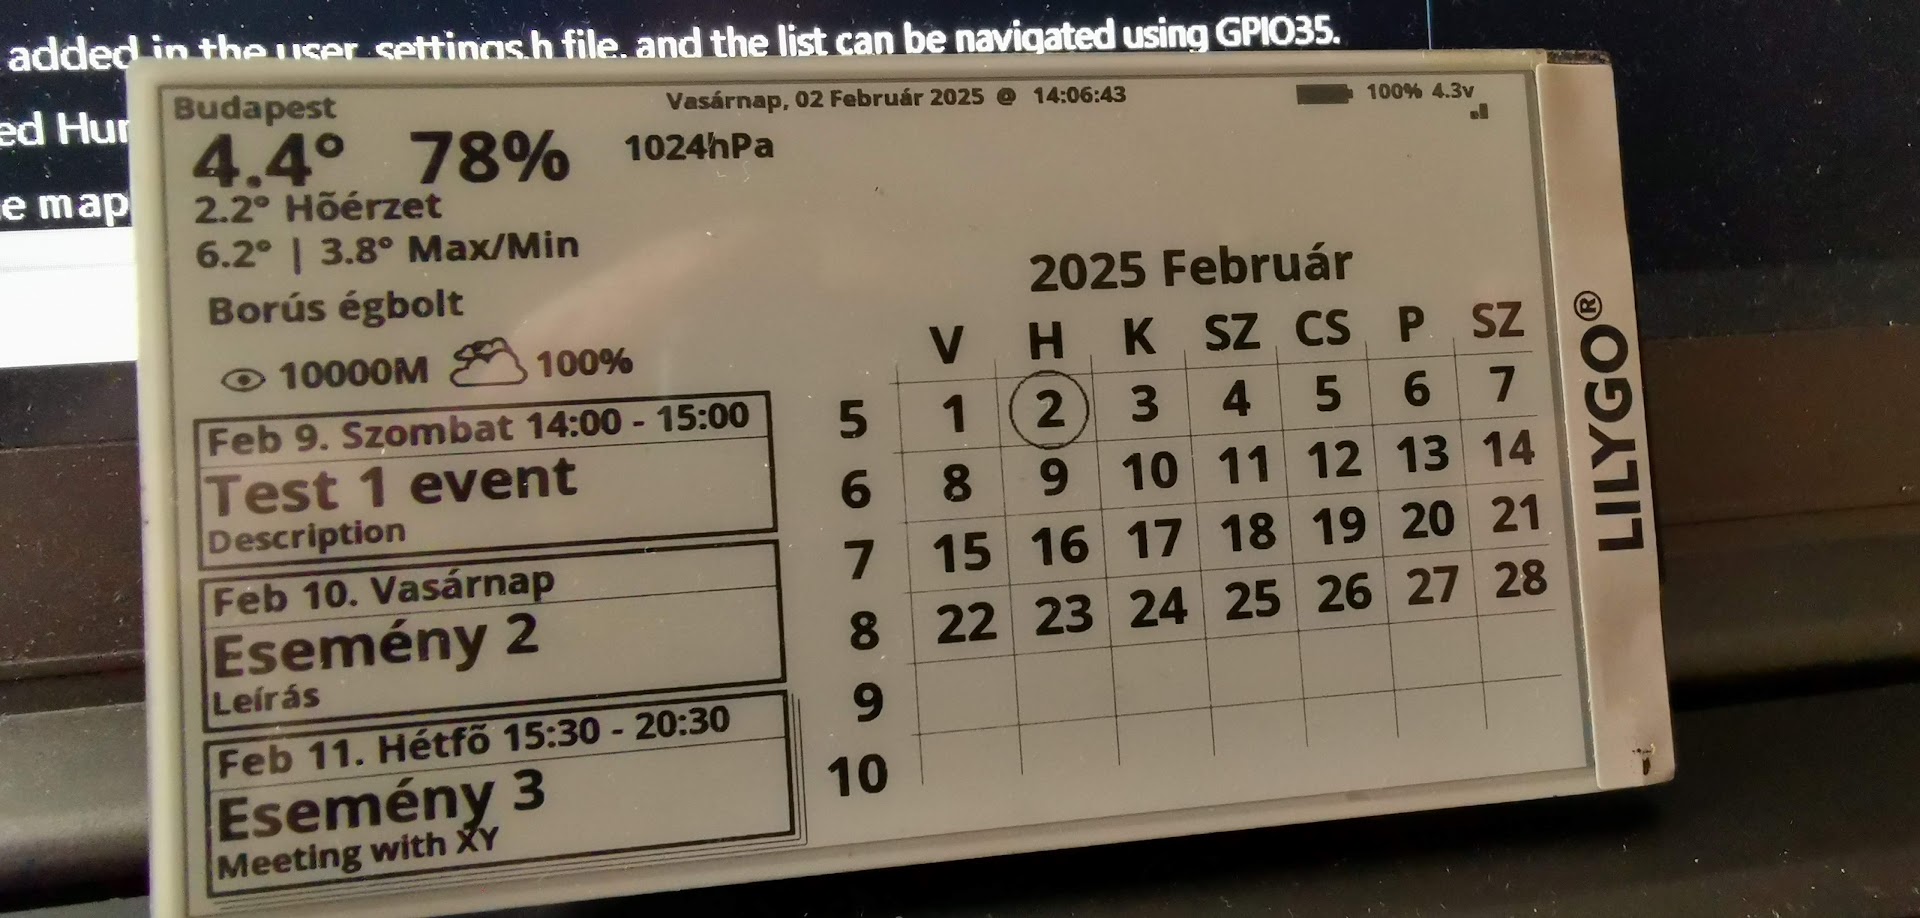 added in the user_settings.h file, and the list can be navigated using GPIO35.
ed Hur
e map
Budapest
Vasárnap, 02 Február 2025 @ 14:06:43
100% 4.3v
4.4° 78% 1024hPa
2.2° Hõérzet
6.2° | 3.8° Max/Min
Borús égbolt
10000M 100%
Feb 9. Szombat 14:00 - 15:00
Test 1 event
Description
Feb 10. Vasárnap
Esemény 2
Leírás
Feb 11. Hétfõ 15:30 - 20:30
Esemény 3
Meeting with XY
2025 Február
V H K SZ CS P SZ
5 1 2 3 4 5 6 7
6 8 9 10 11 12 13 14
7 15 16 17 18 19 20 21
8 22 23 24 25 26 27 28
9
10
LILYGO®